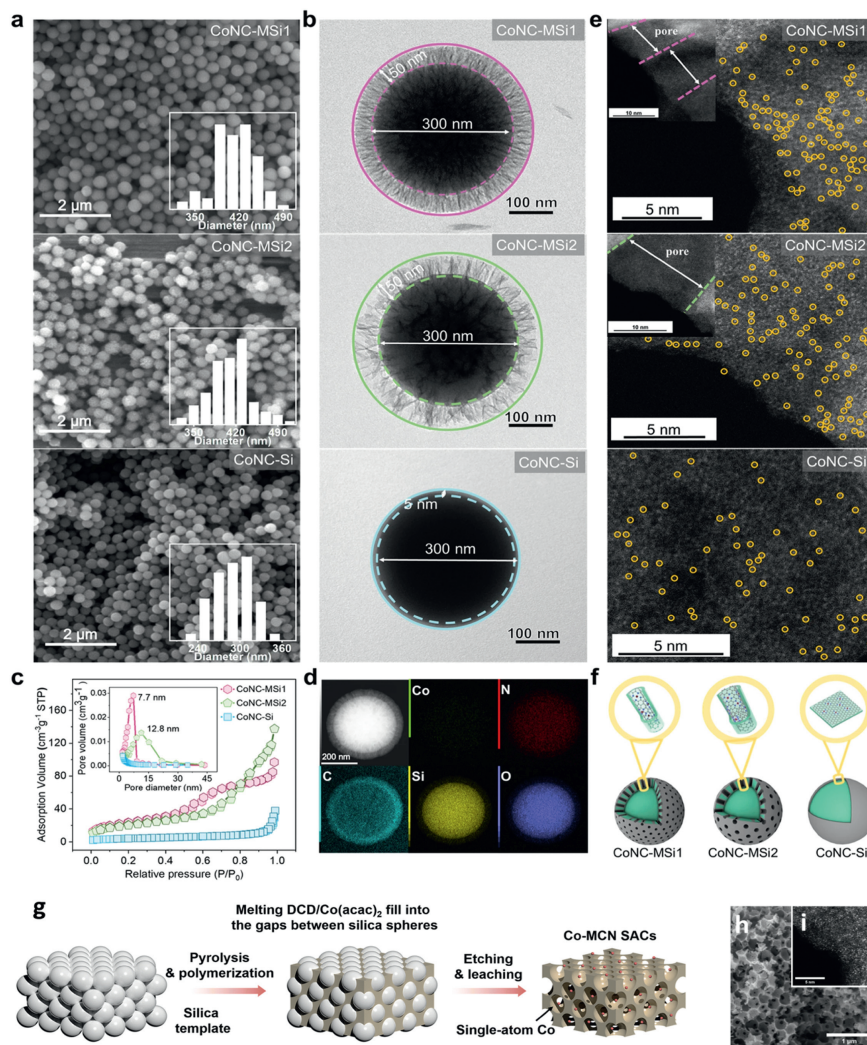 a
CoNC-MSi1
2 µm
350 420 490
Diameter (nm)
CoNC-MSi2
2 µm
350 420 490
Diameter (nm)
CoNC-Si
2 µm
240 300 360
Diameter (nm)
b
CoNC-MSi1
50 nm
300 nm
100 nm
CoNC-MSi2
50 nm
300 nm
100 nm
CoNC-Si
5 nm
300 nm
100 nm
e
CoNC-MSi1
pore
10 nm
5 nm
CoNC-MSi2
pore
10 nm
5 nm
CoNC-Si
5 nm
c
Adsorption Volume (cm-³g-¹ STP)
160
120
80
40
0
0.0 0.2 0.4 0.6 0.8 1.0
Relative pressure (P/P₀)
Pore volume (cm³g-¹)
0.03
0.02
0.01
0.00
0 15 30 45
Pore diameter (nm)
7.7 nm
12.8 nm
CoNC-MSi1
CoNC-MSi2
CoNC-Si
d
200 nm
Co
N
C
Si
O
f
CoNC-MSi1
CoNC-MSi2
CoNC-Si
g
Melting DCD/Co(acac)₂ fill into
the gaps between silica spheres
Pyrolysis
& polymerization
Silica
template
Etching
& leaching
Co-MCN SACs
Single-atom Co
h
i
1 µm